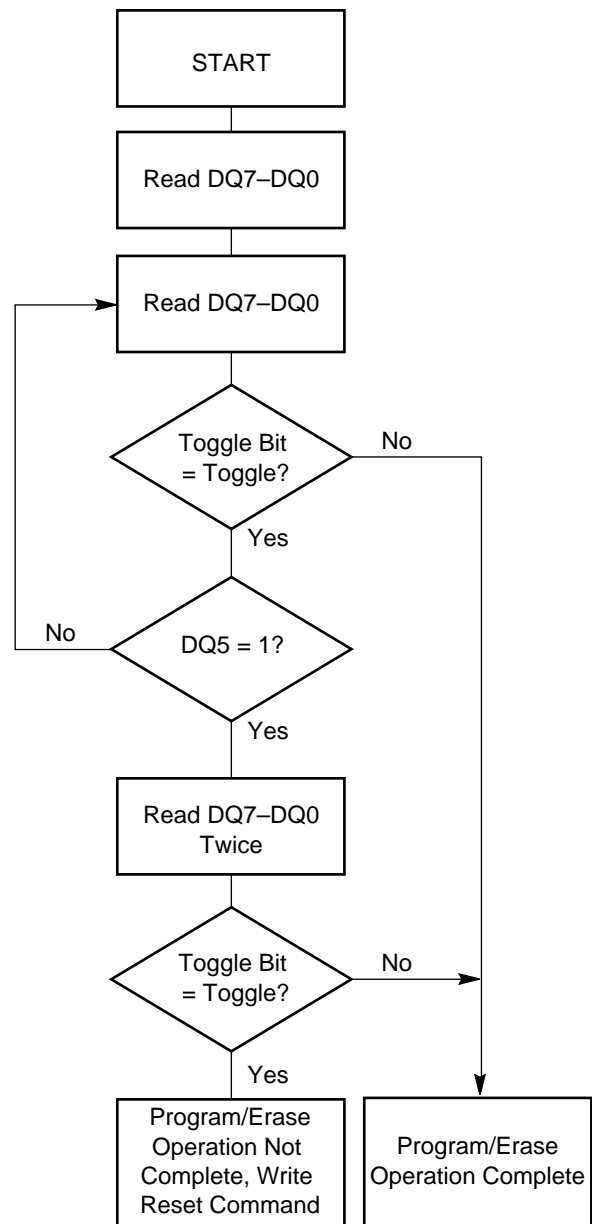 START
Read DQ7–DQ0
Read DQ7–DQ0
Toggle Bit
= Toggle?
No
Yes
No
DQ5 = 1?
Yes
Read DQ7–DQ0
Twice
Toggle Bit
= Toggle?
No
Yes
Program/Erase
Operation Not
Complete, Write
Reset Command
Program/Erase
Operation Complete